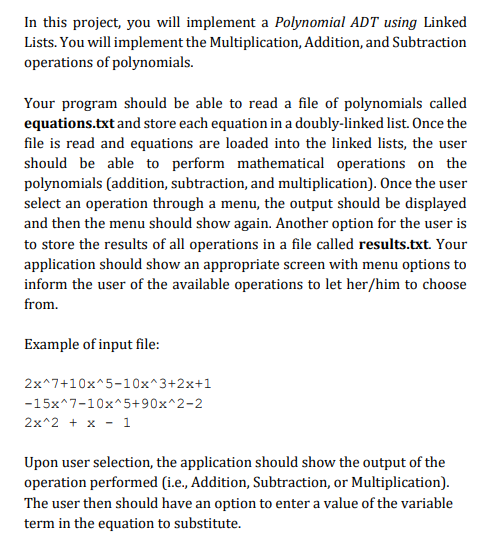 In this project, you will implement a Polynomial ADT using Linked
Lists. You will implement the Multiplication, Addition, and Subtraction
operations of polynomials.
Your program should be able to read a file of polynomials called
equations.txt and store each equation in a doubly-linked list. Once the
file is read and equations are loaded into the linked lists, the user
should be able to perform mathematical operations on the
polynomials (addition, subtraction, and multiplication). Once the user
select an operation through a menu, the output should be displayed
and then the menu should show again. Another option for the user is
to store the results of all operations in a file called results.txt. Your
application should show an appropriate screen with menu options to
inform the user of the available operations to let her/him to choose
from.
Example of input file:
2x^7+10x^5-10x^3+2x+1
-15x^7-10x^5+90x^2-2
2x^2 + x - 1
Upon user selection, the application should show the output of the
operation performed (i.e., Addition, Subtraction, or Multiplication).
The user then should have an option to enter a value of the variable
term in the equation to substitute.